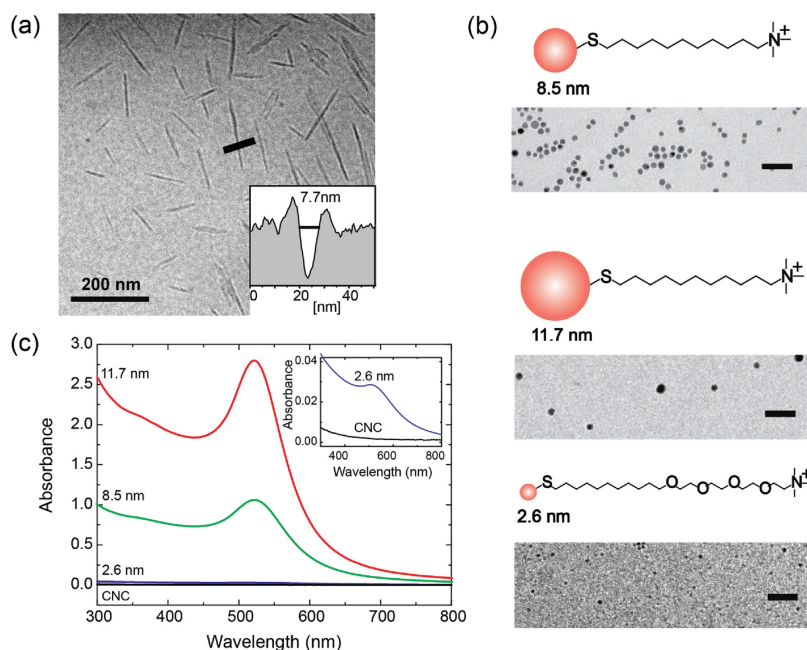 (a)
200 nm
7.7nm
0 20 40
[nm]
(b)
S N +
8.5 nm
S N +
11.7 nm
S O O O O N +
2.6 nm
(c)
3.0
2.5
2.0
1.5
1.0
0.5
0.0
Absorbance
11.7 nm
8.5 nm
2.6 nm
CNC
300 400 500 600 700 800
Wavelength (nm)
0.04
0.02
0.00
Absorbance
2.6 nm
CNC
400 600 800
Wavelength (nm)